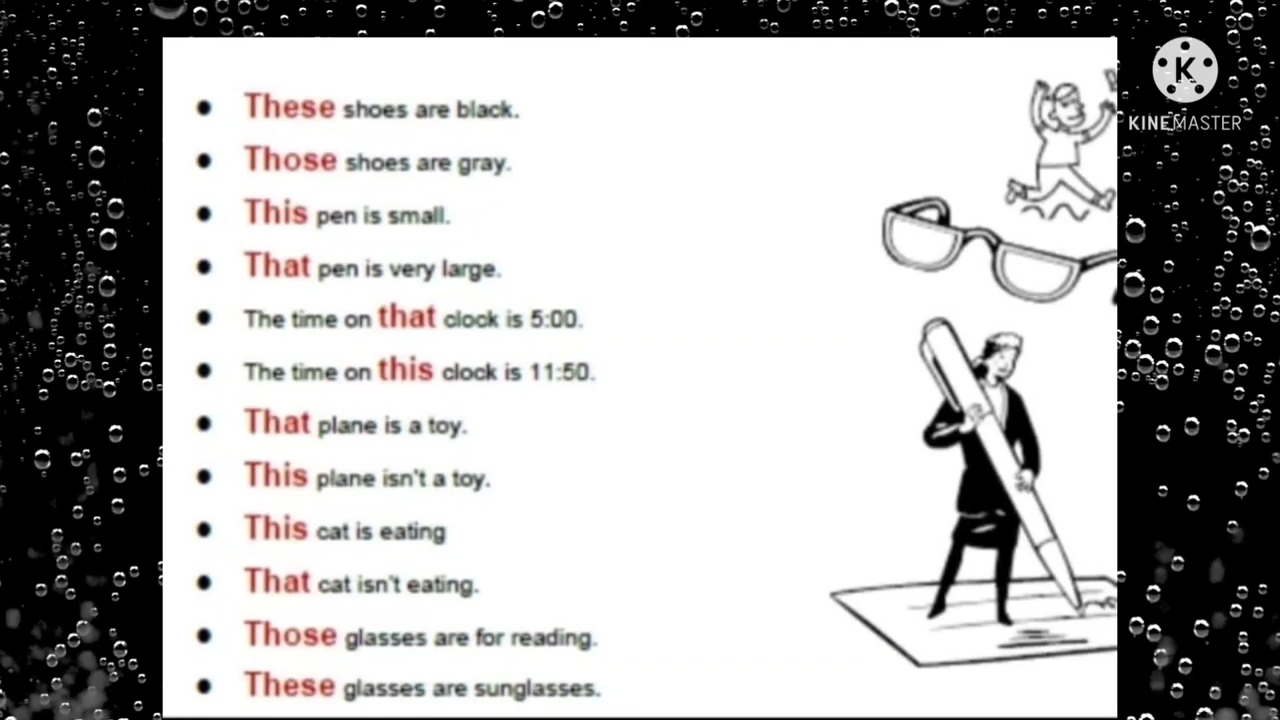 These shoes are black.
Those shoes are gray.
This pen is small.
That pen is very large.
The time on that clock is 5:00.
The time on this clock is 11:50.
That plane is a toy.
This plane isn't a toy.
This cat is eating
That cat isn't eating.
Those glasses are for reading.
These glasses are sunglasses.
K
KINEMASTER